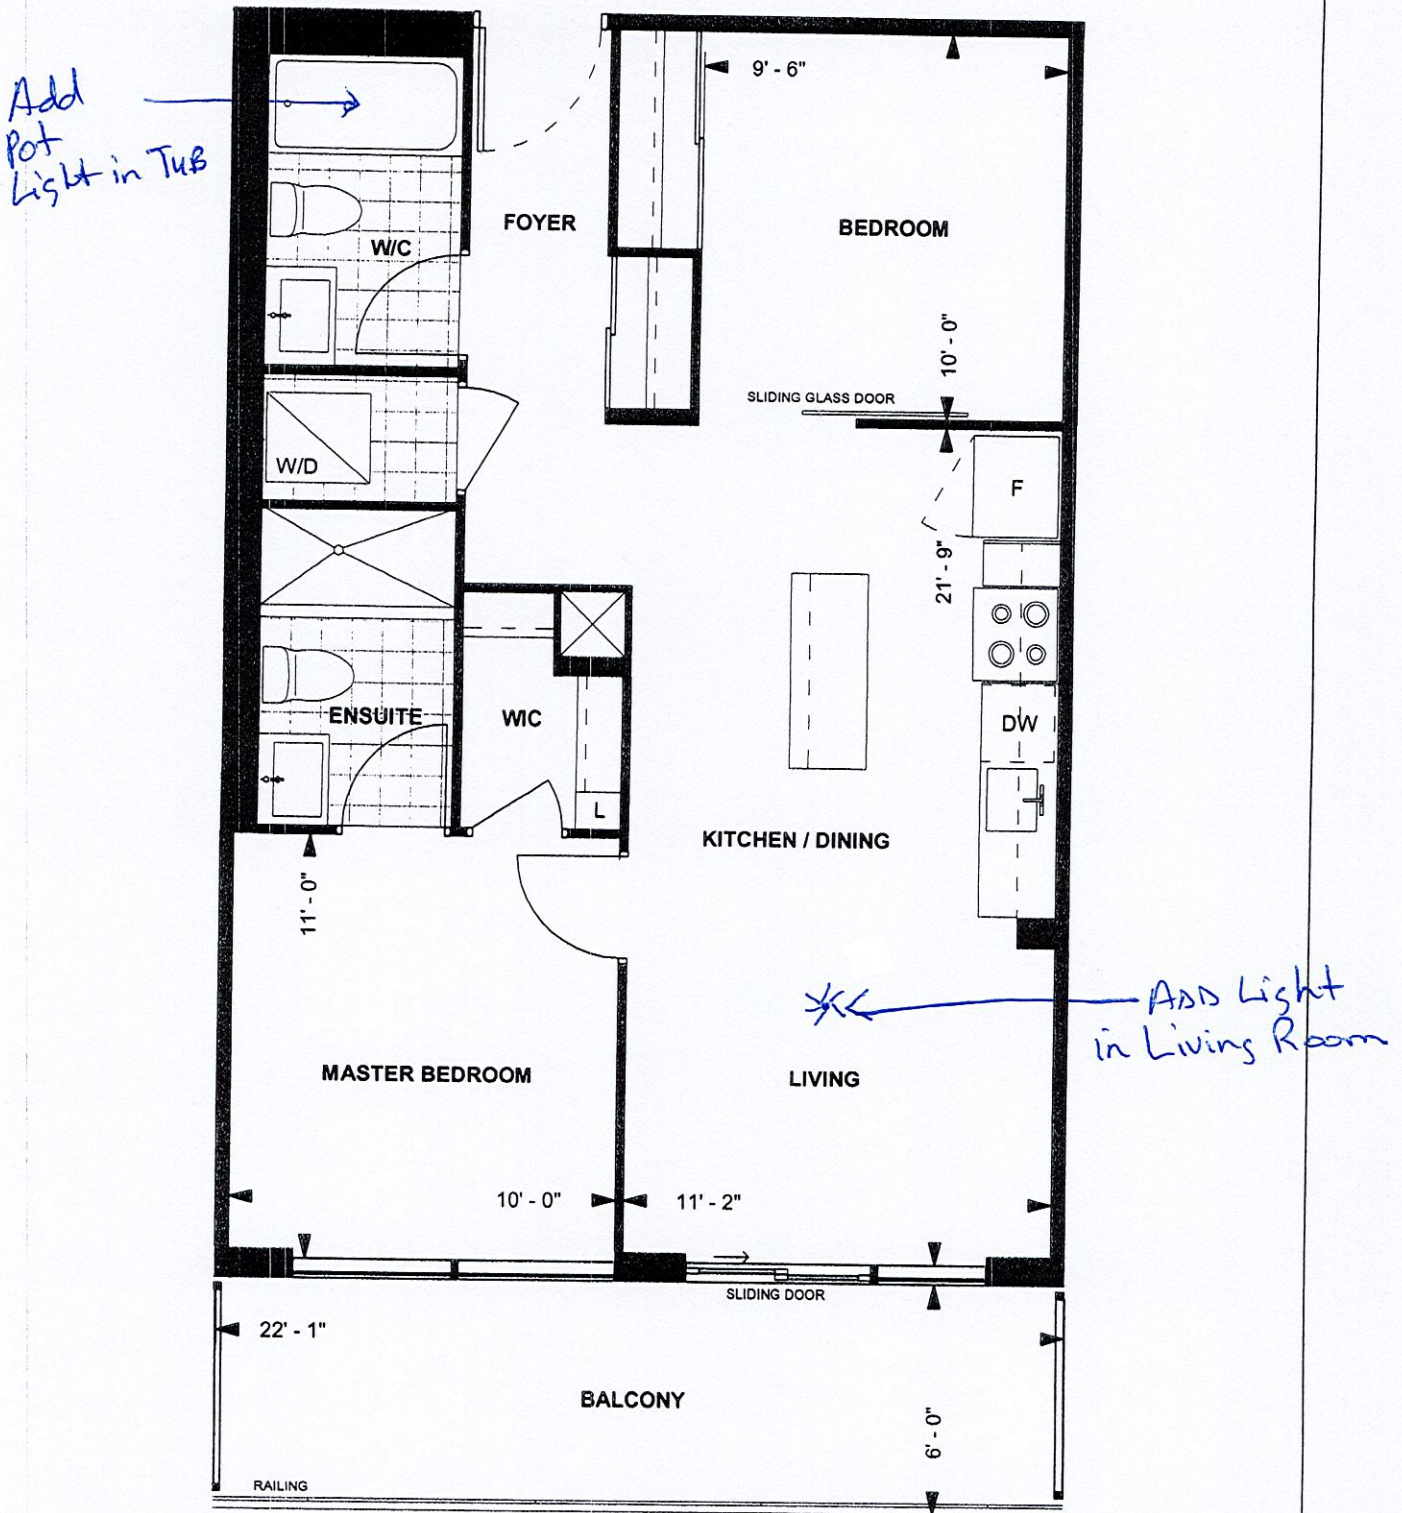 9' - 6"
Add
Pot
Light in TUB
FOYER
BEDROOM
W/C
10' - 0"
SLIDING GLASS DOOR
W/D
F
21' - 9"
ENSUITE
WIC
DW
L
KITCHEN / DINING
11' - 0"
ADD Light
in Living Room
MASTER BEDROOM
LIVING
10' - 0"
11' - 2"
SLIDING DOOR
22' - 1"
BALCONY
6' - 0"
RAILING